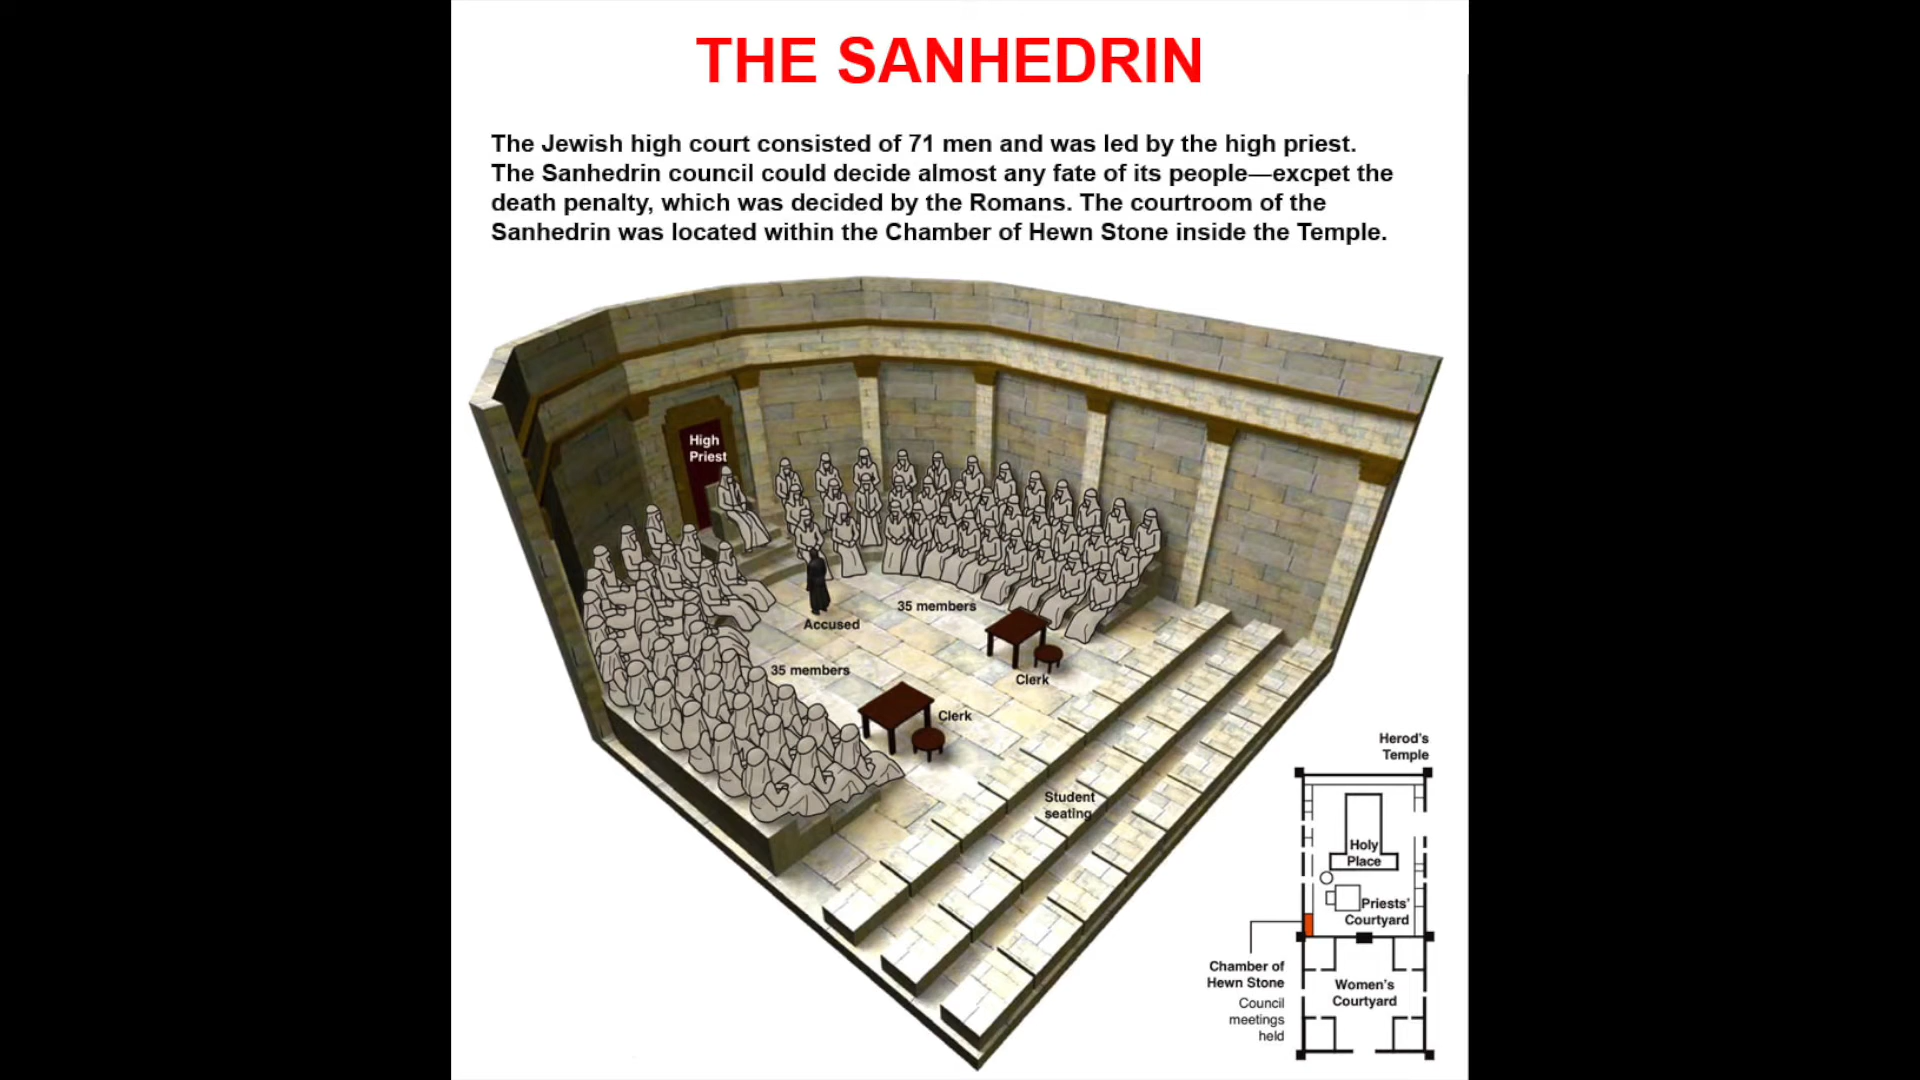 THE SANHEDRIN
The Jewish high court consisted of 71 men and was led by the high priest.
The Sanhedrin council could decide almost any fate of its people—excpet the
death penalty, which was decided by the Romans. The courtroom of the
Sanhedrin was located within the Chamber of Hewn Stone inside the Temple.
High
Priest
35 members
Accused
35 members
Clerk
Clerk
Student
seating
Herod's
Temple
Holy
Place
Priests'
Courtyard
Chamber of
Hewn Stone
Council
meetings
held
Women's
Courtyard